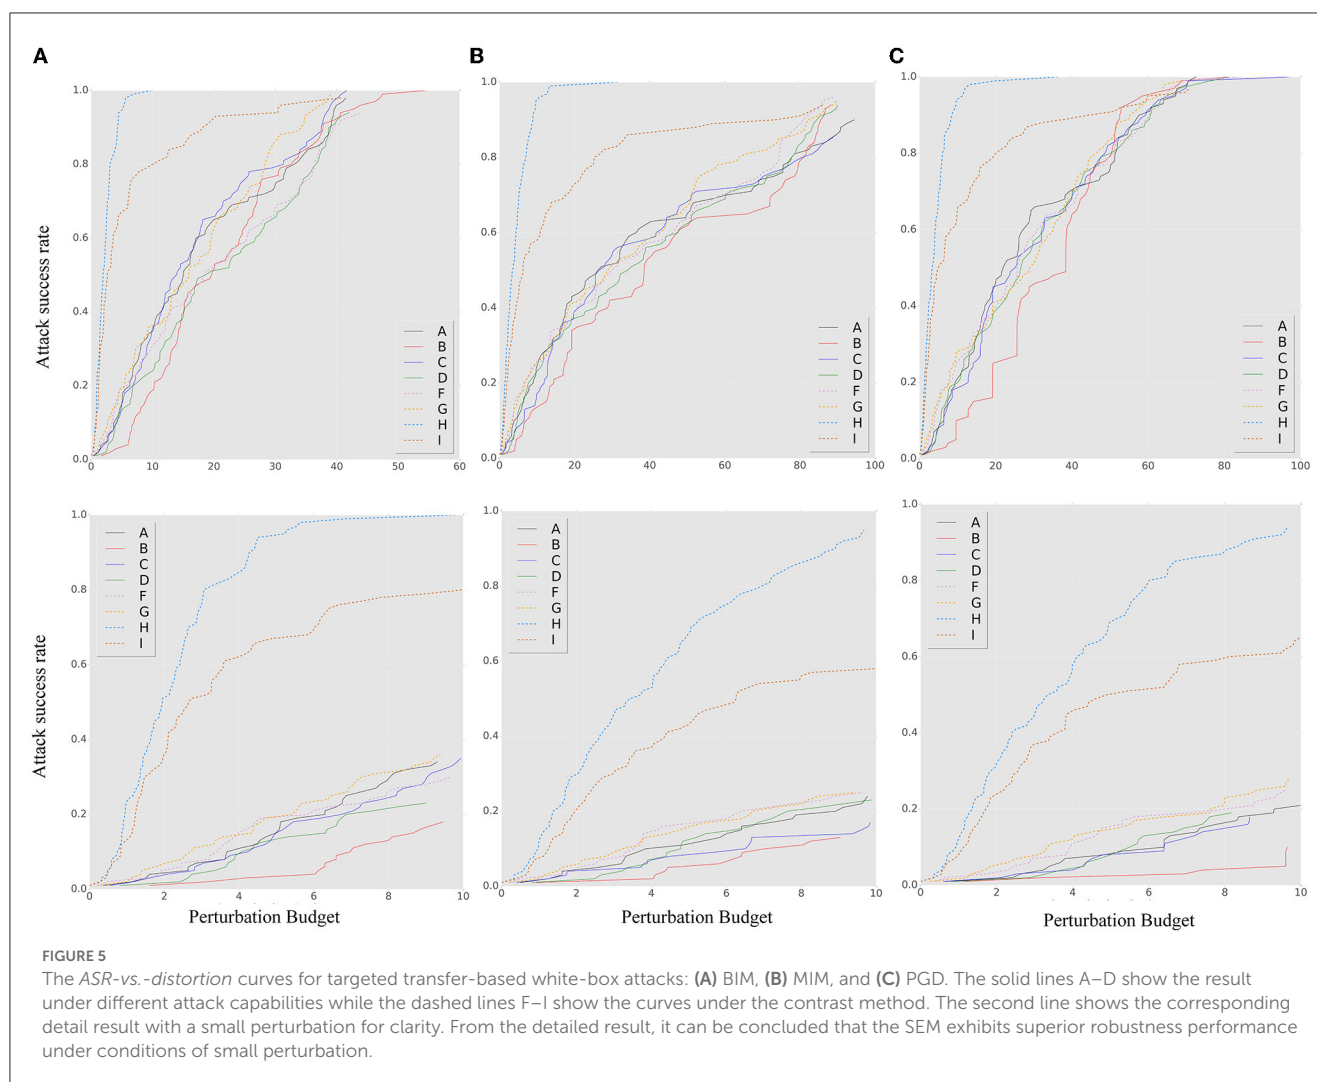 A
B
C
1.0
0.8
0.6
0.4
0.2
0.0
0 10 20 30 40 50 60
Attack success rate
A
B
C
D
F
G
H
I
1.0
0.8
0.6
0.4
0.2
0.0
0 20 40 60 80 100
A
B
C
D
F
G
H
I
1.0
0.8
0.6
0.4
0.2
0.0
0 20 40 60 80 100
A
B
C
D
F
G
H
I
1.0
0.8
0.6
0.4
0.2
0.0
0 2 4 6 8 10
Attack success rate
Perturbation Budget
A
B
C
D
F
G
H
I
1.0
0.8
0.6
0.4
0.2
0.0
0 2 4 6 8 10
Perturbation Budget
A
B
C
D
F
G
H
I
1.0
0.8
0.6
0.4
0.2
0.0
0 2 4 6 8 10
Perturbation Budget
A
B
C
D
F
G
H
I
FIGURE 5
The ASR-vs.-distortion curves for targeted transfer-based white-box attacks: (A) BIM, (B) MIM, and (C) PGD. The solid lines A–D show the result
under different attack capabilities while the dashed lines F–I show the curves under the contrast method. The second line shows the corresponding
detail result with a small perturbation for clarity. From the detailed result, it can be concluded that the SEM exhibits superior robustness performance
under conditions of small perturbation.